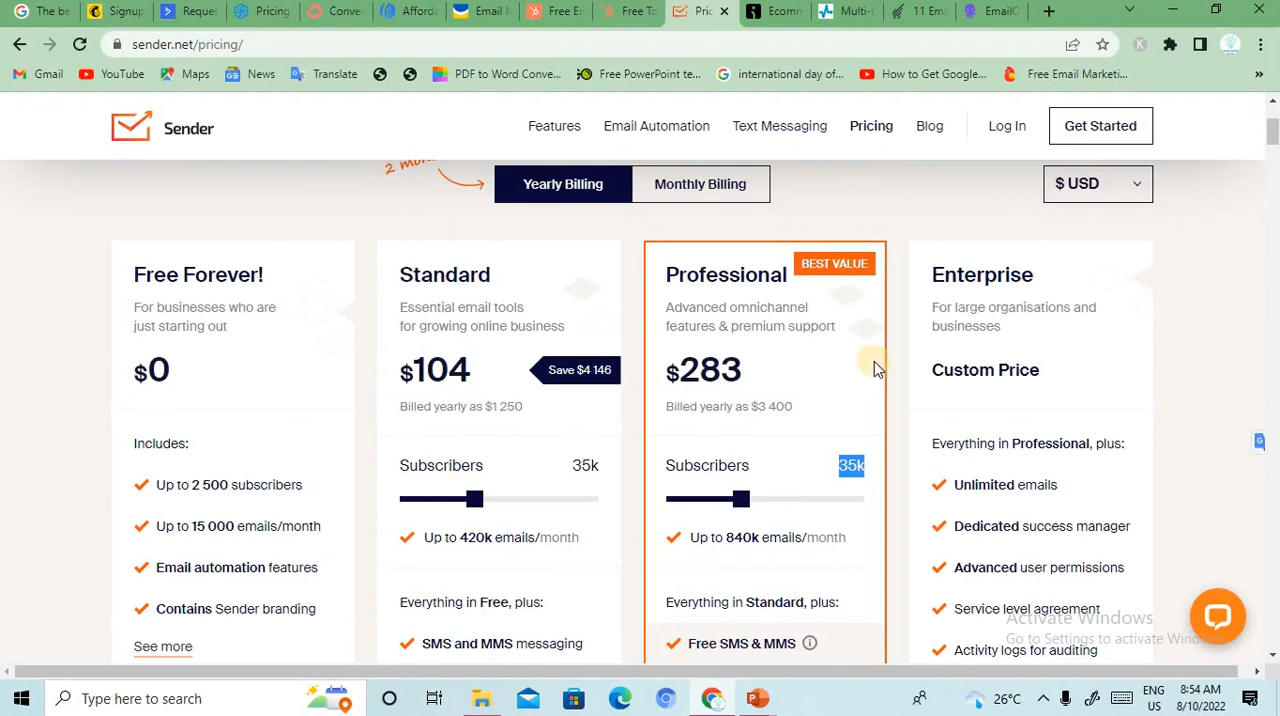 The be
Signup
Reque
Pricing
Conver
Afforda
Email M
Free En
Free To
Pric
Ecomm
Multi-C
11 Ema
EmailO
sender.net/pricing/
Gmail
YouTube
Maps
News
Translate
PDF to Word Conve...
Free PowerPoint te...
international day of...
How to Get Google...
Free Email Marketi...
»
Sender
Features
Email Automation
Text Messaging
Pricing
Blog
Log In
Get Started
2 mon
Yearly Billing
Monthly Billing
$ USD
Free Forever!
For businesses who are
just starting out
$0
Includes:
Up to 2 500 subscribers
Up to 15 000 emails/month
Email automation features
Contains Sender branding
See more
Standard
Essential email tools
for growing online business
$104
Save $4 146
Billed yearly as $1 250
Subscribers 35k
Up to 420k emails/month
Everything in Free, plus:
SMS and MMS messaging
Professional
BEST VALUE
Advanced omnichannel
features & premium support
$283
Billed yearly as $3 400
Subscribers 35k
Up to 840k emails/month
Everything in Standard, plus:
Free SMS & MMS
Enterprise
For large organisations and
businesses
Custom Price
Everything in Professional, plus:
Unlimited emails
Dedicated success manager
Advanced user permissions
Service level agreement
Activity logs for auditing
Activate Windows
Go to Settings to activate Windows.
Type here to search
26°C
ENG
US
8:54 AM
8/10/2022